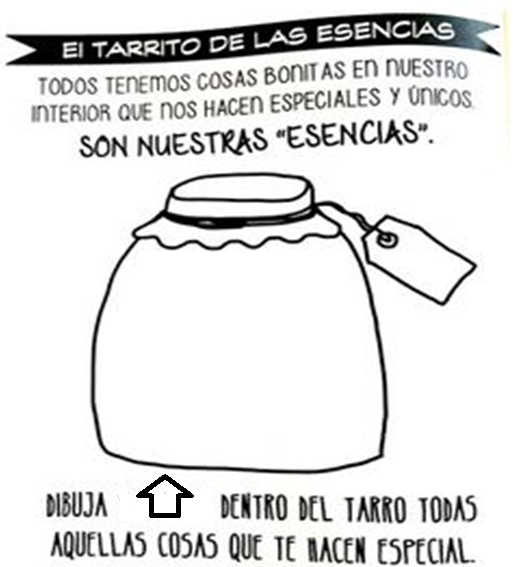 El TARRITO DE LAS ESENCIAS
TODOS TENEMOS COSAS BONITAS EN NUESTRO
INTERIOR QUE NOS HACEN ESPECIALES Y ÚNICOS.
SON NUESTRAS "ESENCIAS".
DIBUJA DENTRO DEL TARRO TODAS
AQUELLAS COSAS QUE TE HACEN ESPECIAL.